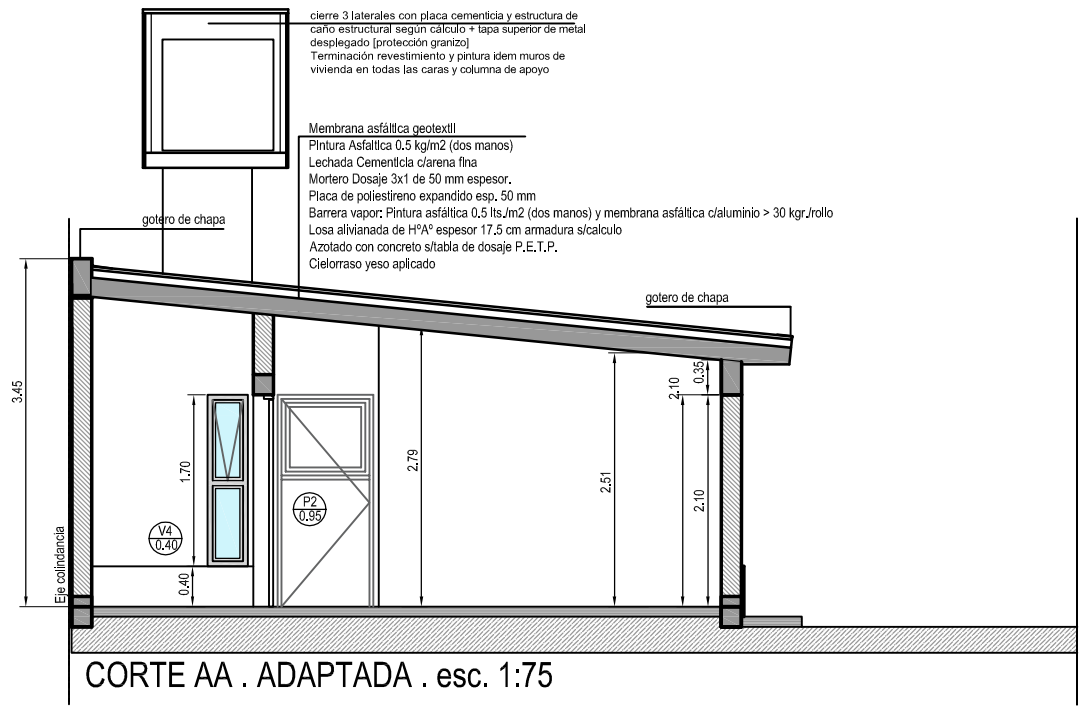 cierre 3 laterales con placa cementicia y estructura de
caño estructural según cálculo + tapa superior de metal
desplegado [protección granizo]
Terminación revestimiento y pintura idem muros de
vivienda en todas las caras y columna de apoyo
Membrana asfáltica geotextil
Pintura Asfaltica 0.5 kg/m2 (dos manos)
Lechada Cementicia c/arena fina
Mortero Dosaje 3x1 de 50 mm espesor.
Placa de poliestireno expandido esp. 50 mm
Barrera vapor: Pintura asfáltica 0.5 lts./m2 (dos manos) y membrana asfáltica c/aluminio > 30 kgr./rollo
Losa alivianada de HºAº espesor 17.5 cm armadura s/calculo
Azotado con concreto s/tabla de dosaje P.E.T.P.
Cielorraso yeso aplicado
gotero de chapa
gotero de chapa
3.45
1.70
0.40
V4
0.40
P2
0.95
2.79
2.51
2.10
0.35
2.10
Eje colindancia
CORTE AA . ADAPTADA . esc. 1:75